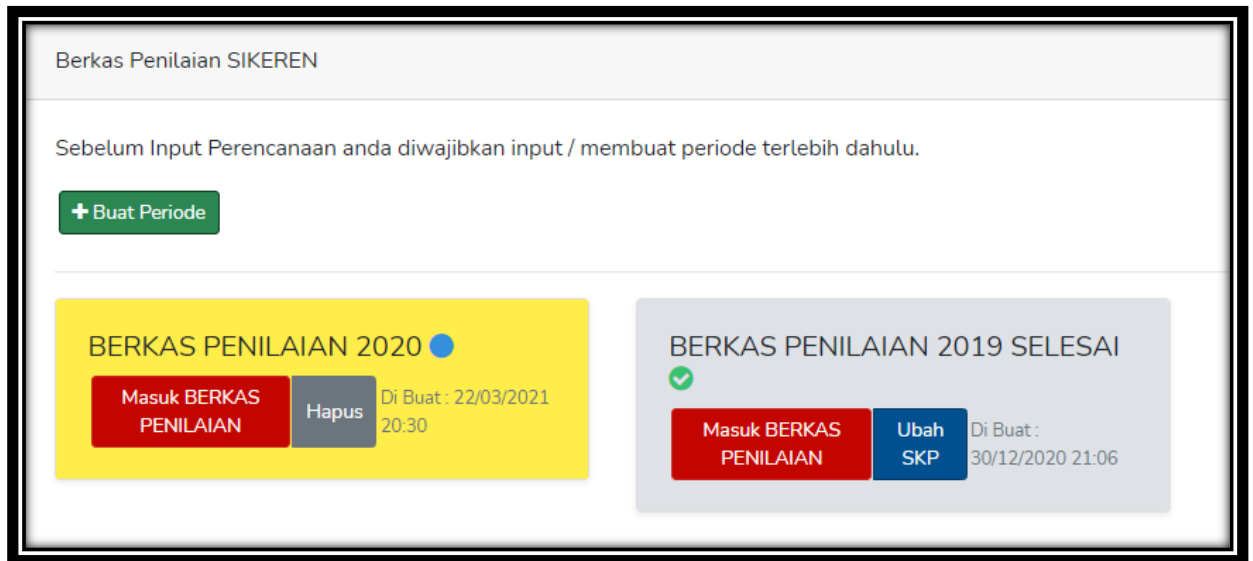 Berkas Penilaian SIKEREN
Sebelum Input Perencanaan anda diwajibkan input / membuat periode terlebih dahulu.
Buat Periode
BERKAS PENILAIAN 2020
Masuk BERKAS
PENILAIAN
Hapus
Di Buat : 22/03/2021
20:30
BERKAS PENILAIAN 2019 SELESAI
Masuk BERKAS
PENILAIAN
Ubah
SKP
Di Buat :
30/12/2020 21:06